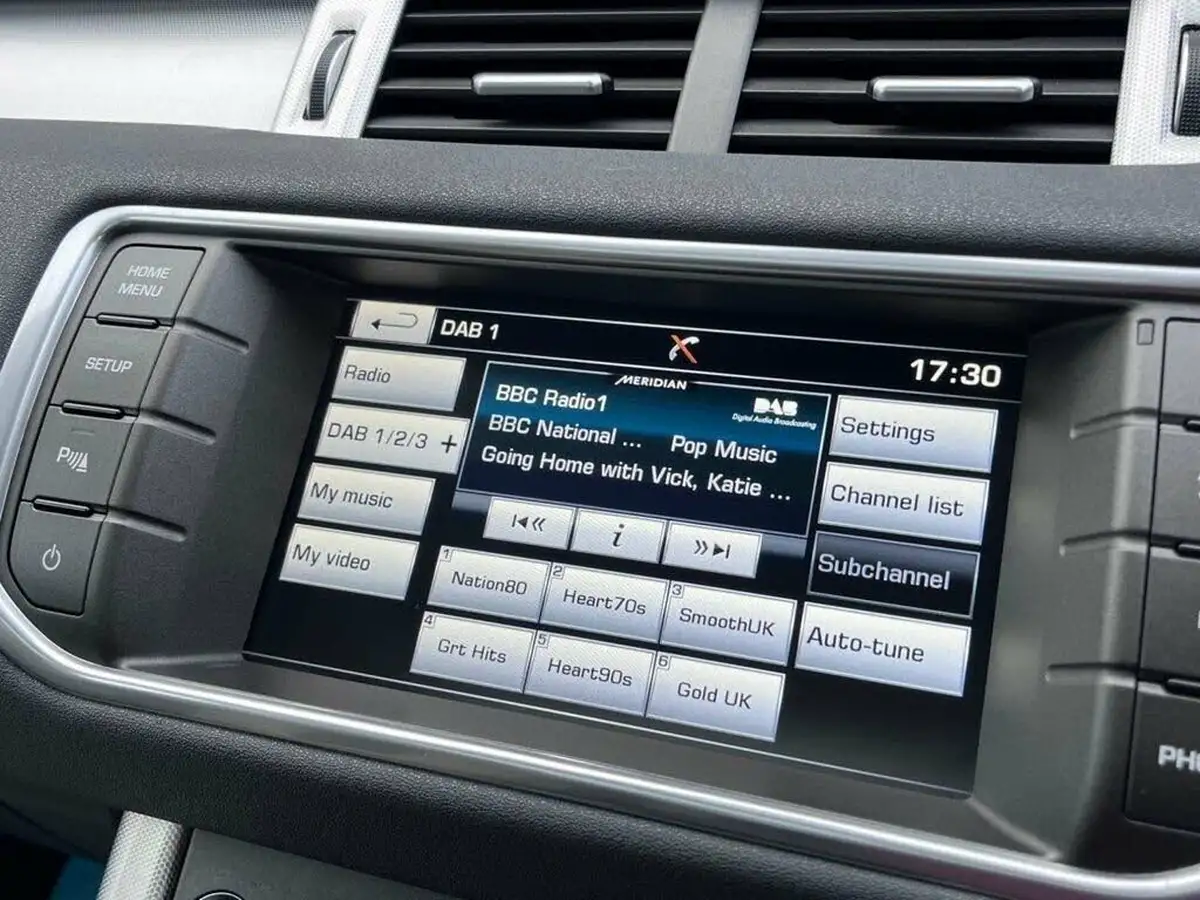 HOME
MENU
SETUP
P
DAB 1
17:30
Radio
DAB 1/2/3 +
My music
My video
MERIDIAN
BBC Radio1
DAB
Digital Audio Broadcasting
BBC National ...
Pop Music
Going Home with Vick, Katie ...
i
1 Nation80
2 Heart70s
3 SmoothUK
4 Grt Hits
5 Heart90s
6 Gold UK
Settings
Channel list
Subchannel
Auto-tune